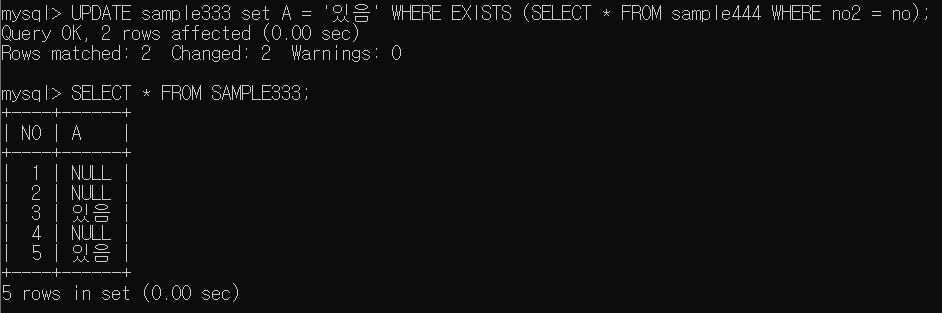 mysql> UPDATE sample333 set A = '있음' WHERE EXISTS (SELECT * FROM sample444 WHERE no2 = no);
Query OK, 2 rows affected (0.00 sec)
Rows matched: 2  Changed: 2  Warnings: 0

mysql> SELECT * FROM SAMPLE333;
+----+------+
| NO | A    |
+----+------+
|  1 | NULL |
|  2 | NULL |
|  3 | 있음 |
|  4 | NULL |
|  5 | 있음 |
+----+------+
5 rows in set (0.00 sec)